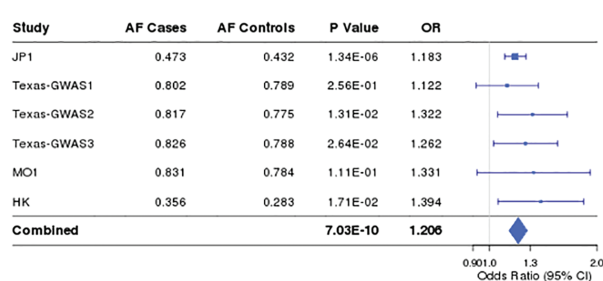 Study AF Cases AF Controls P Value OR
JP1 0.473 0.432 1.34E-06 1.183
Texas-GWAS1 0.802 0.789 2.56E-01 1.122
Texas-GWAS2 0.817 0.775 1.31E-02 1.322
Texas-GWAS3 0.826 0.788 2.64E-02 1.262
MO1 0.831 0.784 1.11E-01 1.331
HK 0.356 0.283 1.71E-02 1.394
Combined 7.03E-10 1.206
0.901.0 1.3 2.0
Odds Ratio (95% CI)